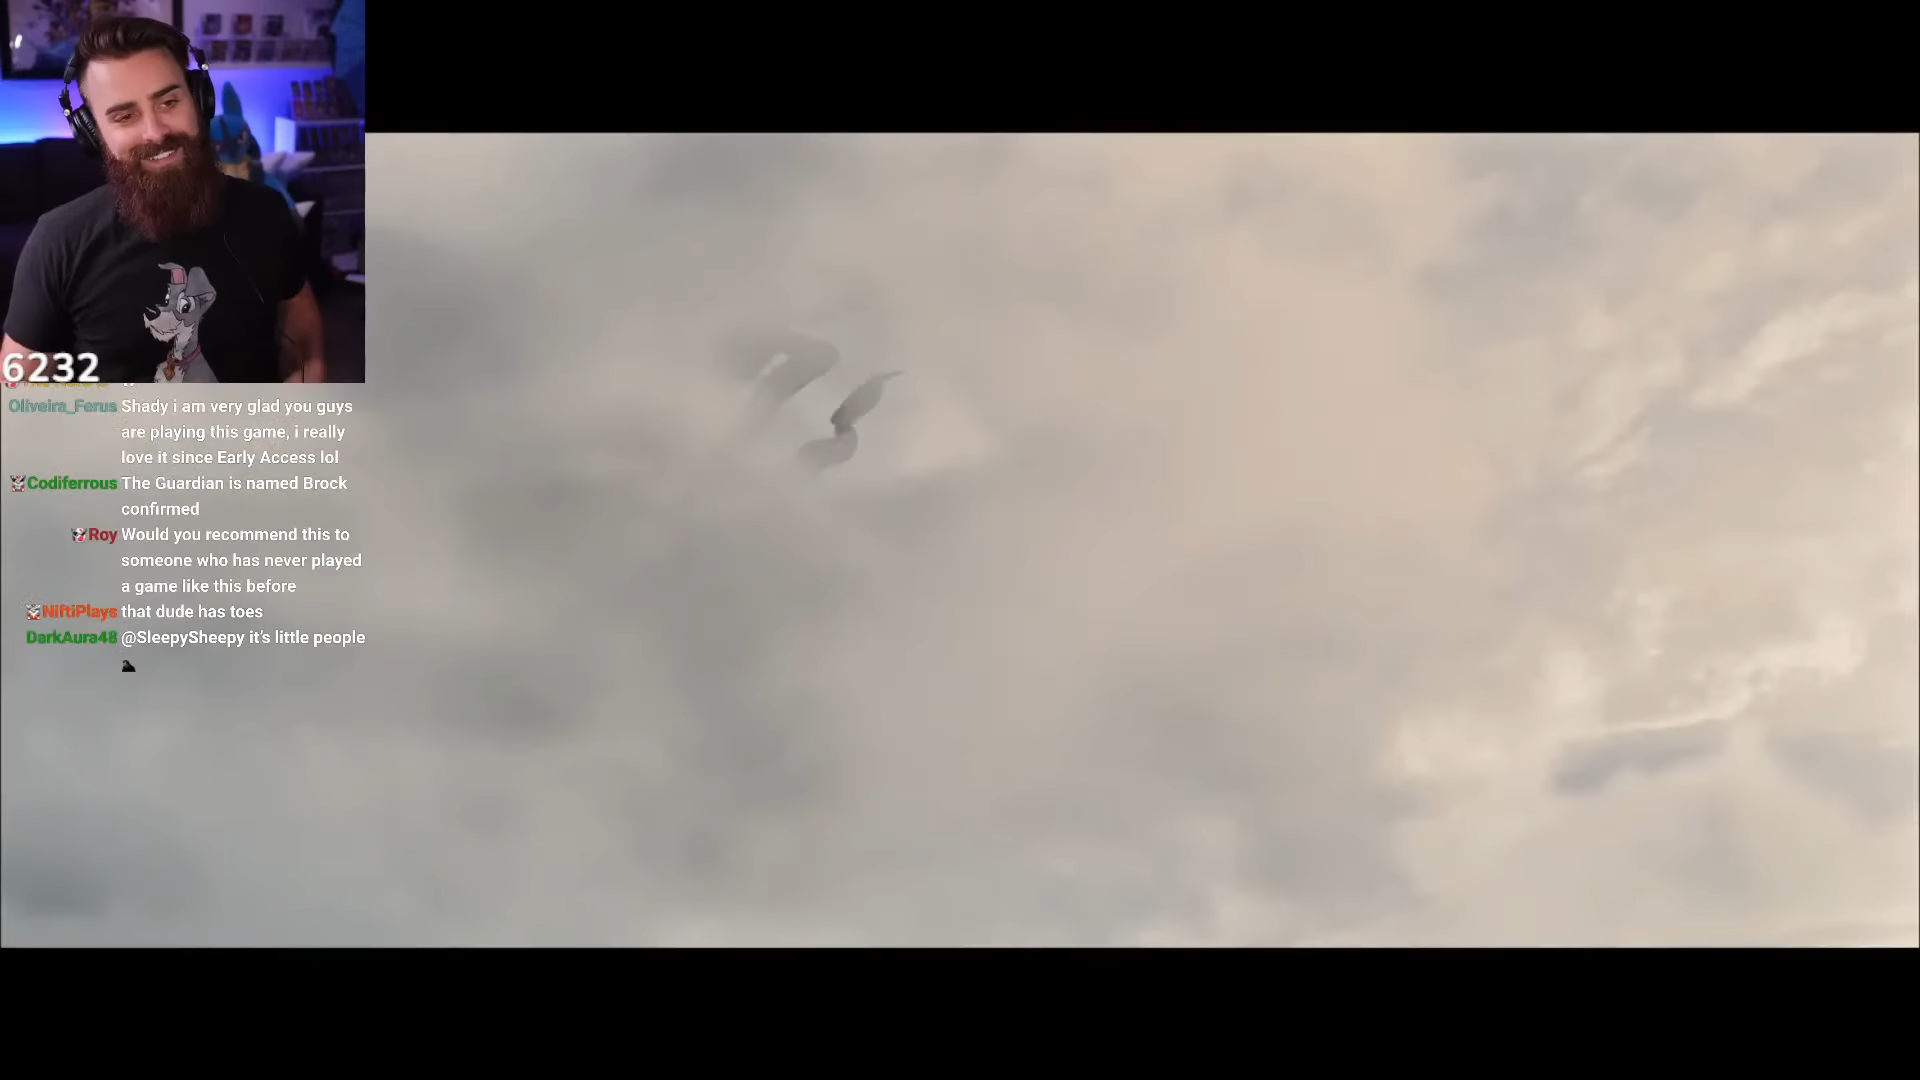 6232
Oliveira_Ferus Shady i am very glad you guys
are playing this game, i really
love it since Early Access lol
Codiferrous The Guardian is named Brock
confirmed
Roy Would you recommend this to
someone who has never played
a game like this before
NiftiPlays that dude has toes
DarkAura48 @SleepySheepy it's little people